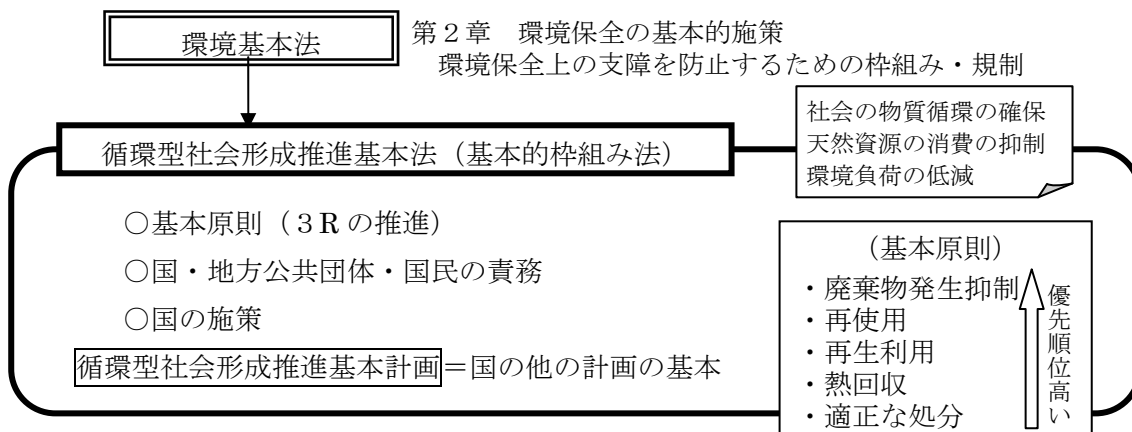 環境基本法
第２章　環境保全の基本的施策
環境保全上の支障を防止するための枠組み・規制
循環型社会形成推進基本法（基本的枠組み法）
社会の物質循環の確保
天然資源の消費の抑制
環境負荷の低減
○基本原則（３Ｒの推進）
○国・地方公共団体・国民の責務
○国の施策
循環型社会形成推進基本計画＝国の他の計画の基本
（基本原則）
・廃棄物発生抑制
・再使用
・再生利用
・熱回収
・適正な処分
優先順位高い